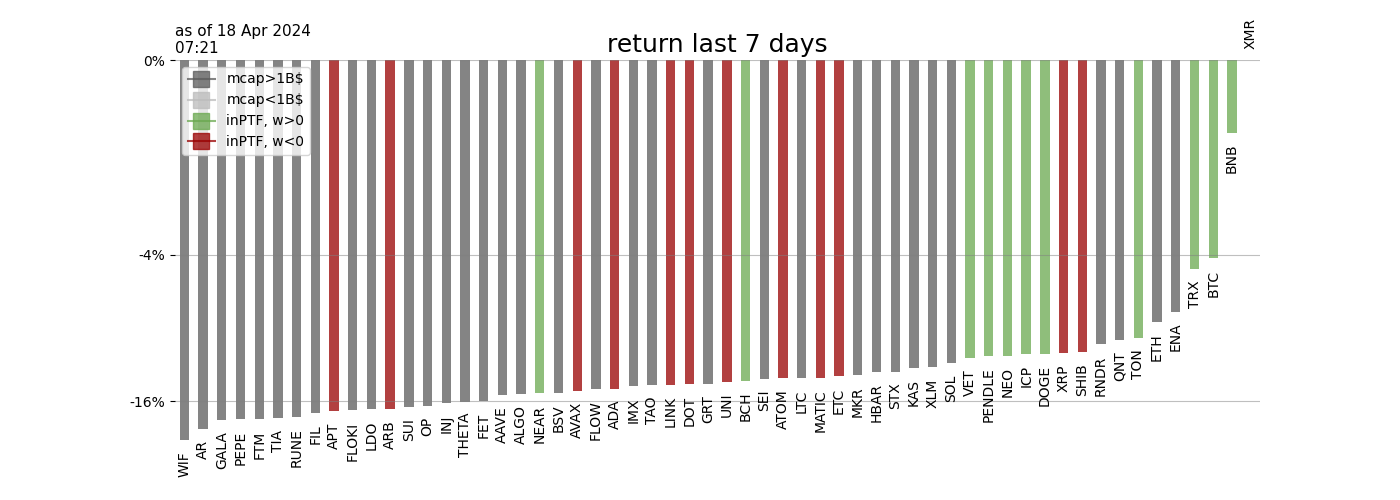 as of 18 Apr 2024
07:21
return last 7 days
XMR
0%
mcap>1B$
mcap<1B$
inPTF, w>0
inPTF, w<0
-4%
-16%
WIF
AR
GALA
PEPE
FTM
TIA
RUNE
FIL
APT
FLOKI
LDO
ARB
SUI
OP
INJ
THETA
FET
AAVE
ALGO
NEAR
BSV
AVAX
FLOW
ADA
IMX
TAO
LINK
DOT
GRT
UNI
BCH
SEI
ATOM
LTC
MATIC
ETC
MKR
HBAR
STX
KAS
XLM
SOL
VET
PENDLE
NEO
ICP
DOGE
XRP
SHIB
RNDR
QNT
TON
ETH
ENA
TRX
BTC
BNB